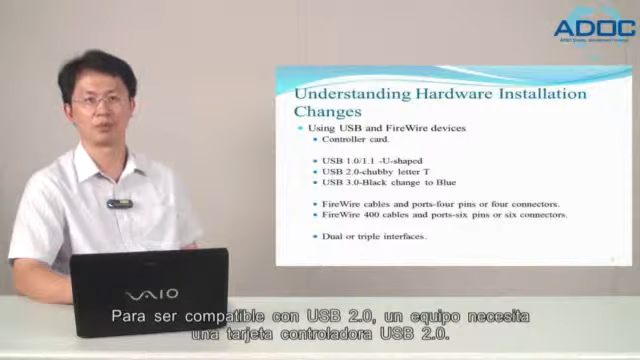 ADOC
Understanding Hardware Installation
Changes
Using USB and FireWire devices
Controller card.
USB 1.0/1.1 -U-shaped
USB 2.0-chubby letter T
USB 3.0-Black change to Blue
FireWire cables and ports-four pins or four connectors.
FireWire 400 cables and ports-six pins or six connectors.
Dual or triple interfaces.
VAIO
Para ser compatible con USB 2.0, un equipo necesita
una tarjeta controladora USB 2.0.